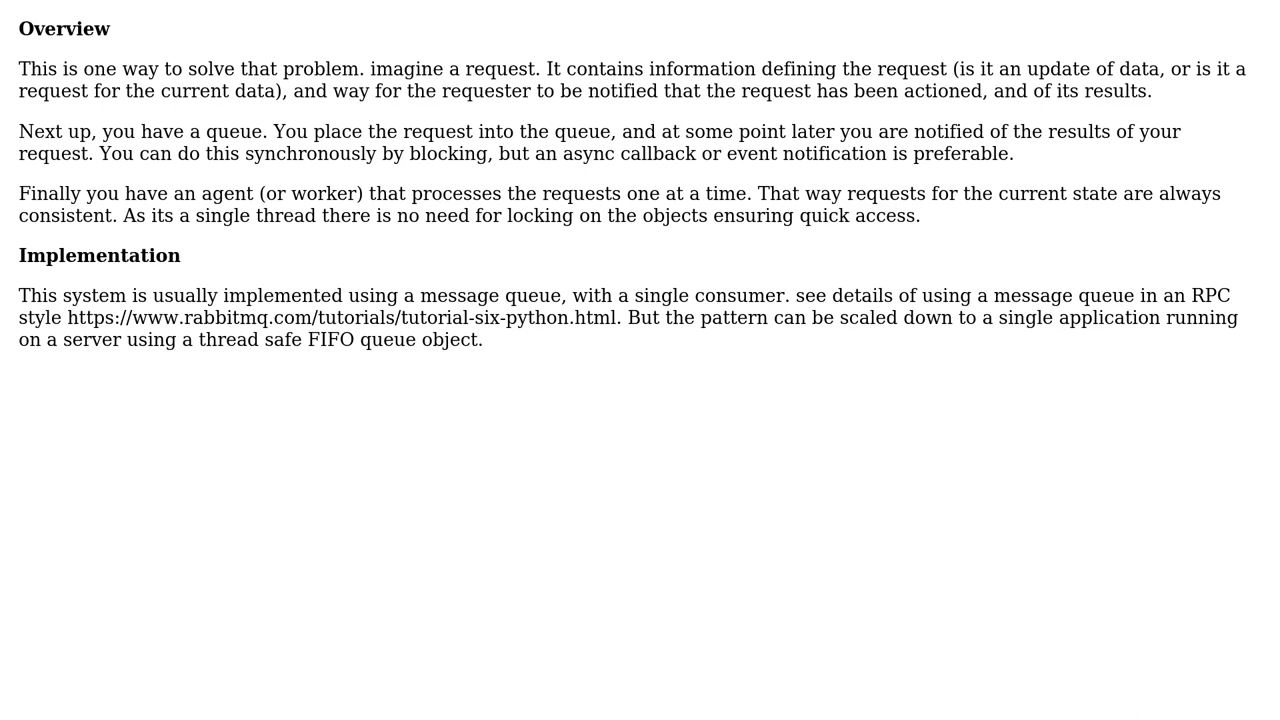 Overview
This is one way to solve that problem. imagine a request. It contains information defining the request (is it an update of data, or is it a
request for the current data), and way for the requester to be notified that the request has been actioned, and of its results.
Next up, you have a queue. You place the request into the queue, and at some point later you are notified of the results of your
request. You can do this synchronously by blocking, but an async callback or event notification is preferable.
Finally you have an agent (or worker) that processes the requests one at a time. That way requests for the current state are always
consistent. As its a single thread there is no need for locking on the objects ensuring quick access.
Implementation
This system is usually implemented using a message queue, with a single consumer. see details of using a message queue in an RPC
style https://www.rabbitmq.com/tutorials/tutorial-six-python.html. But the pattern can be scaled down to a single application running
on a server using a thread safe FIFO queue object.